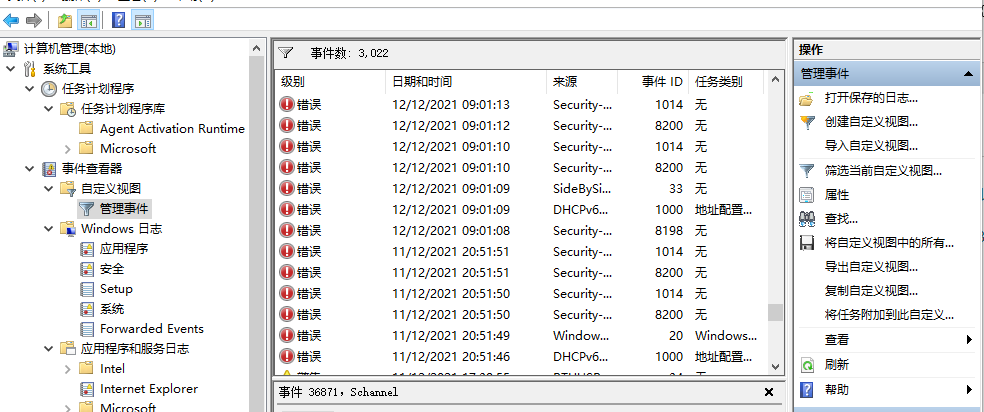 计算机管理(本地)
系统工具
任务计划程序
任务计划程序库
Agent Activation Runtime
Microsoft
事件查看器
自定义视图
管理事件
Windows 日志
应用程序
安全
Setup
系统
Forwarded Events
应用程序和服务日志
Intel
Internet Explorer
Microsoft
事件数: 3,022
级别 日期和时间 来源 事件 ID 任务类别
错误 12/12/2021 09:01:13 Security-... 1014 无
错误 12/12/2021 09:01:12 Security-... 8200 无
错误 12/12/2021 09:01:10 Security-... 1014 无
错误 12/12/2021 09:01:10 Security-... 8200 无
错误 12/12/2021 09:01:09 SideBySi... 33 无
错误 12/12/2021 09:01:09 DHCPv6... 1000 地址配置...
错误 12/12/2021 09:01:08 Security-... 8198 无
错误 11/12/2021 20:51:51 Security-... 1014 无
错误 11/12/2021 20:51:51 Security-... 8200 无
错误 11/12/2021 20:51:50 Security-... 1014 无
错误 11/12/2021 20:51:50 Security-... 8200 无
错误 11/12/2021 20:51:49 Window... 20 Windows...
错误 11/12/2021 20:51:46 DHCPv6... 1000 地址配置...
事件 36871，Schannel
操作
管理事件
打开保存的日志...
创建自定义视图...
导入自定义视图...
筛选当前自定义视图...
属性
查找...
将自定义视图中的所有...
导出自定义视图...
复制自定义视图...
将任务附加到此自定义...
查看
刷新
帮助